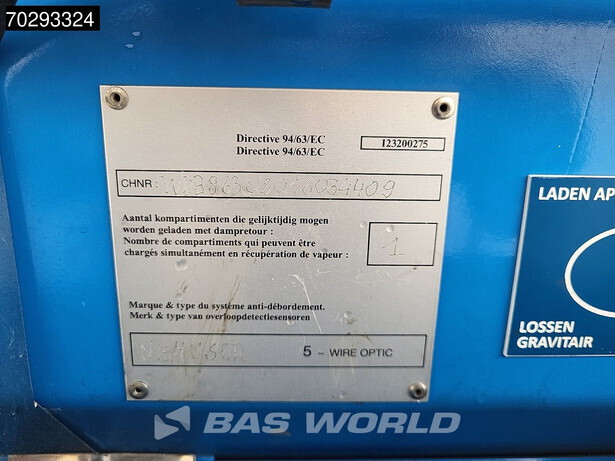 70293324
Directive 94/63/EC
Directive 94/63/EC
123200275
CHNR:
Aantal kompartimenten die gelijktijdig mogen
worden geladen met dampretour :
Nombre de compartiments qui peuvent être
chargés simultanément en récupération de vapeur :
1
Marque & type du système anti-débordement.
Merk & type van overloopdetectiesensoren
5 - WIRE OPTIC
LADEN AP
LOSSEN
GRAVITAIR
BAS WORLD